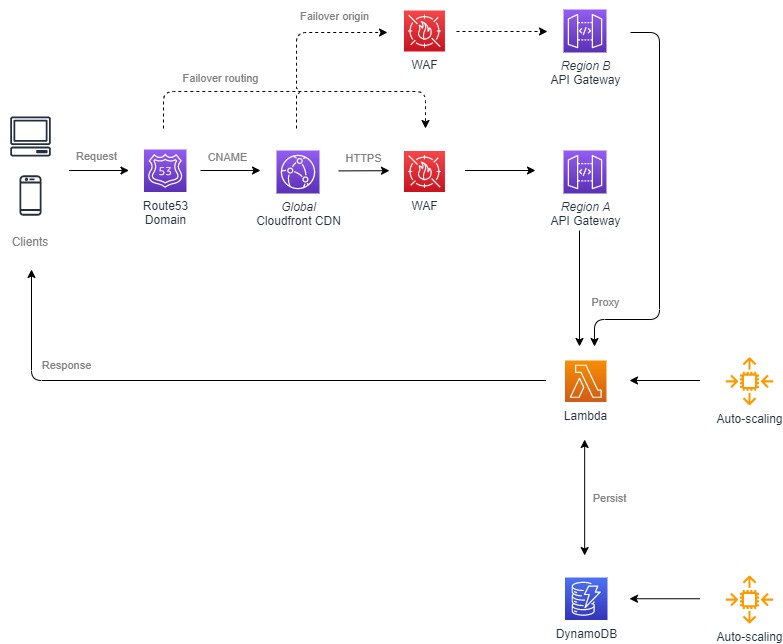 Failover origin
WAF
Region B
API Gateway
Failover routing
Request
CNAME
HTTPS
53
Route53
Domain
Global
Cloudfront CDN
WAF
Region A
API Gateway
Clients
Proxy
Response
Lambda
Auto-scaling
Persist
DynamoDB
Auto-scaling